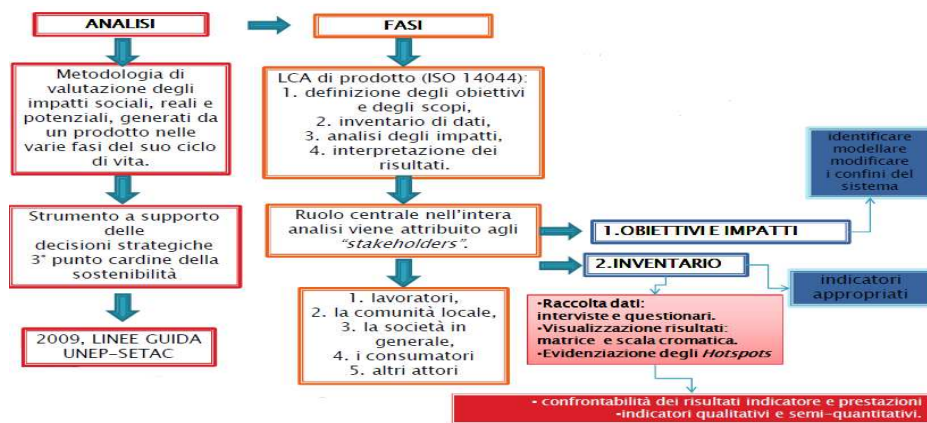 ANALISI
FASI
Metodologia di
valutazione degli
impatti sociali, reali e
potenziali, generati da
un prodotto nelle
varie fasi del suo ciclo
di vita.
LCA di prodotto (ISO 14044):
1. definizione degli obiettivi
e degli scopi,
2. inventario di dati,
3. analisi degli impatti,
4. interpretazione dei
risultati.
identificare
modellare
modificare
i confini del
sistema
Strumento a supporto
delle
decisioni strategiche
3° punto cardine della
sostenibilità
Ruolo centrale nell'intera
analisi viene attribuito agli
"stakeholders".
1.OBIETTIVI E IMPATTI
2.INVENTARIO
indicatori
appropriati
2009, LINEE GUIDA
UNEP-SETAC
1. lavoratori,
2. la comunità locale,
3. la società in
generale,
4. i consumatori
5. altri attori
•Raccolta dati:
interviste e questionari.
•Visualizzazione risultati:
matrice e scala cromatica.
•Evidenziazione degli Hotspots
• confrontabilità dei risultati indicatore e prestazioni
•indicatori qualitativi e semi-quantitativi.